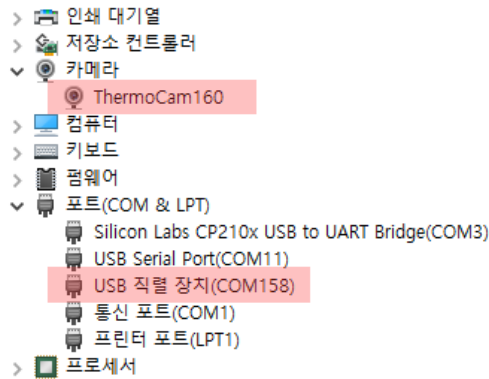 인쇄 대기열
저장소 컨트롤러
카메라
ThermoCam160
컴퓨터
키보드
펌웨어
포트(COM & LPT)
Silicon Labs CP210x USB to UART Bridge(COM3)
USB Serial Port(COM11)
USB 직렬 장치(COM158)
통신 포트(COM1)
프린터 포트(LPT1)
프로세서